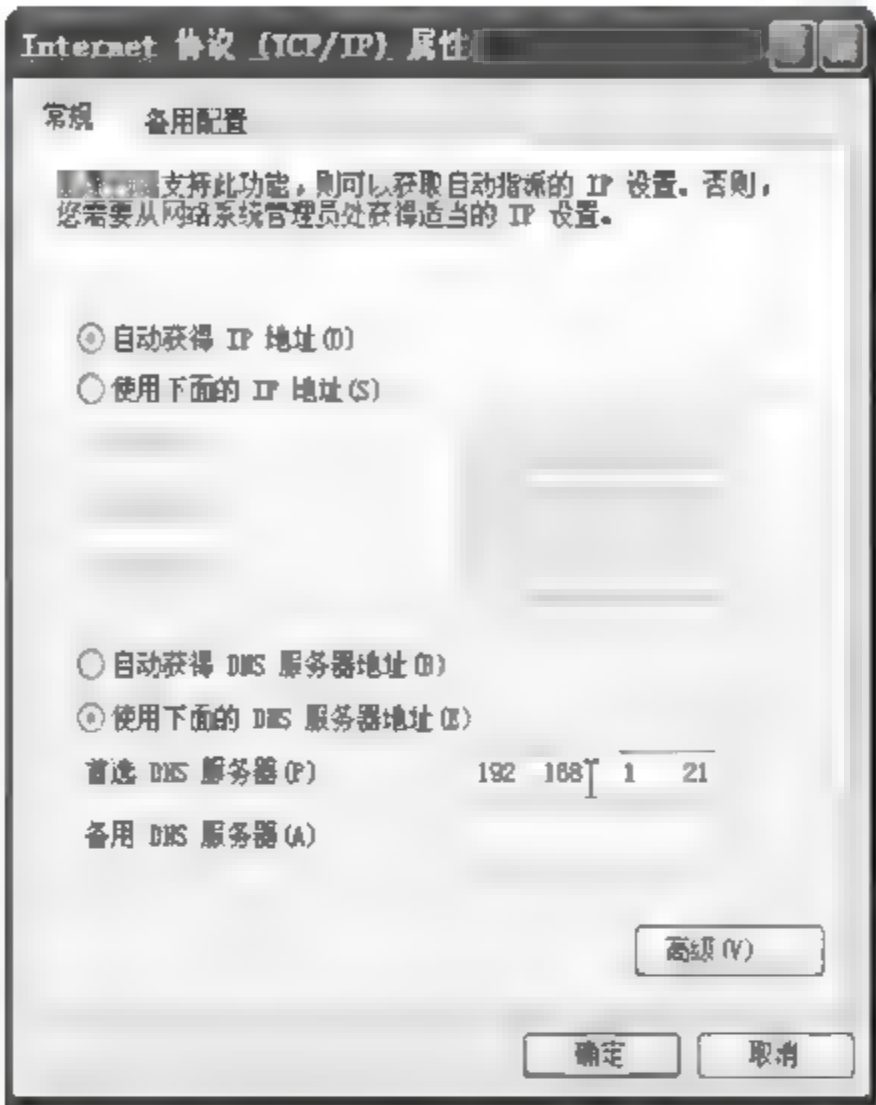 Internet 协议 (TCP/IP) 属性
常规 备用配置
支持此功能，则可以获取自动指派的 IP 设置。否则，
您需要从网络系统管理员处获得适当的 IP 设置。
自动获得 IP 地址(O)
使用下面的 IP 地址(S)
自动获得 DNS 服务器地址(B)
使用下面的 DNS 服务器地址(E)
首选 DNS 服务器(P) 192 168 1 21
备用 DNS 服务器(A)
高级(V)
确定 取消